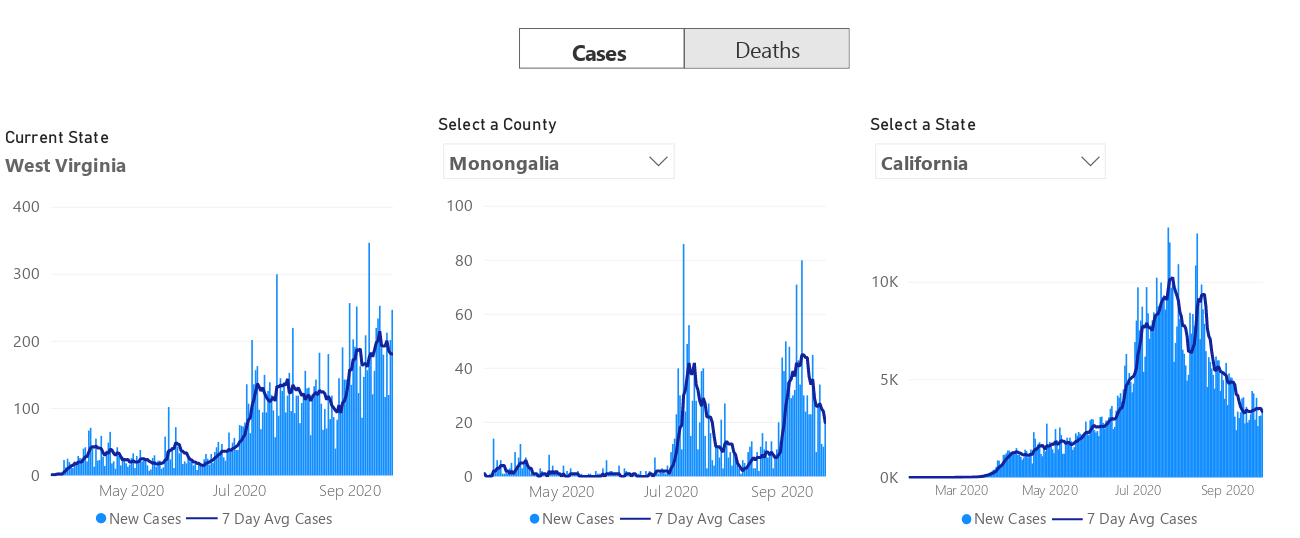 Cases Deaths
Current State
West Virginia
Select a County
Monongalia
Select a State
California
400
300
200
100
0
May 2020 Jul 2020 Sep 2020
New Cases 7 Day Avg Cases
100
80
60
40
20
0
May 2020 Jul 2020 Sep 2020
New Cases 7 Day Avg Cases
10K
5K
0K
Mar 2020 May 2020 Jul 2020 Sep 2020
New Cases 7 Day Avg Cases